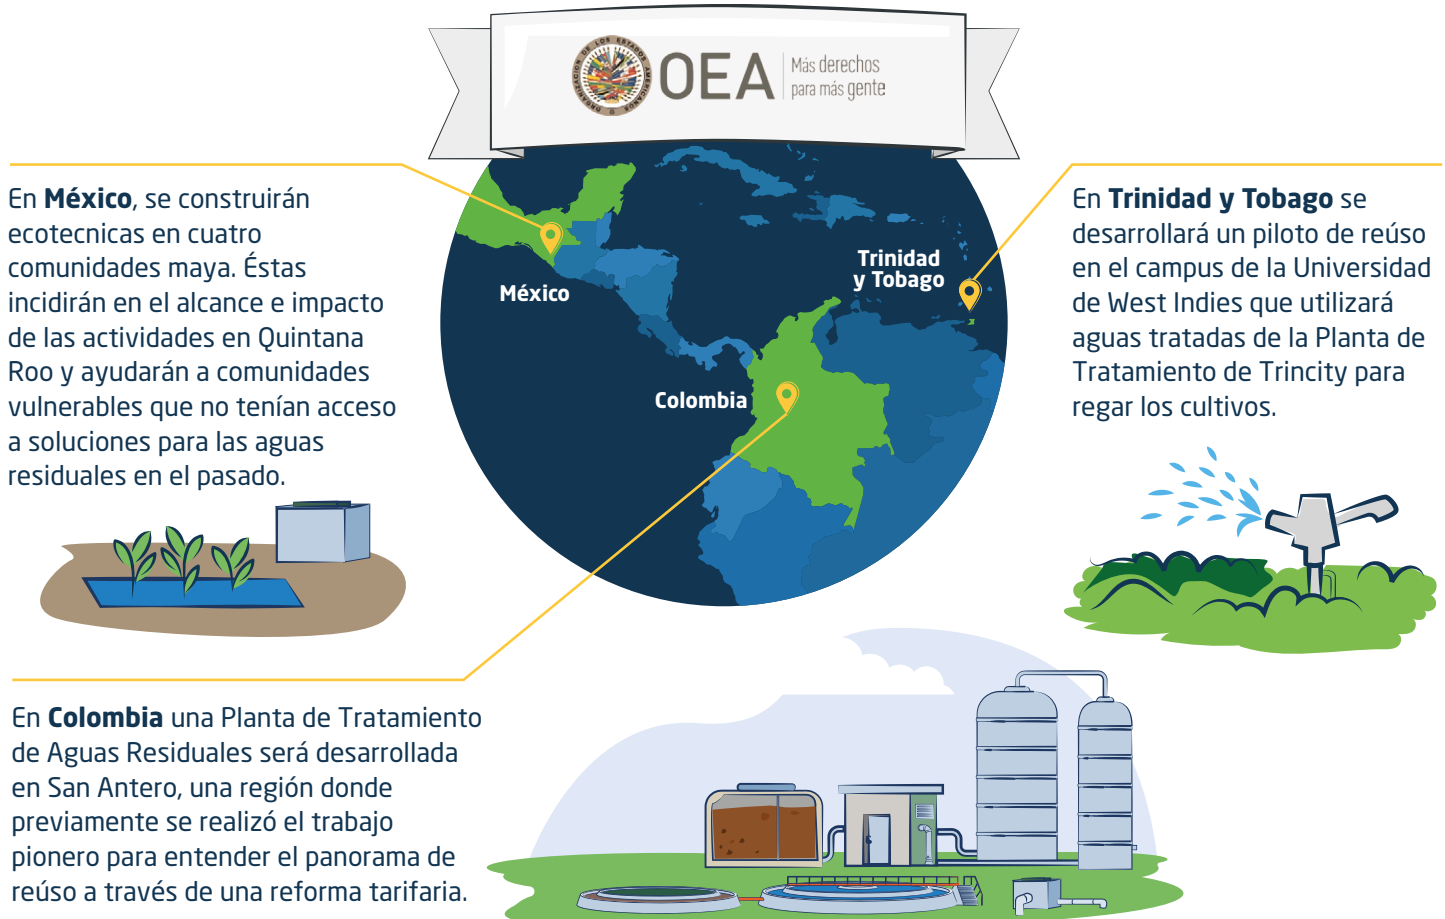 ORGANIZACIÓN DE LOS ESTADOS AMERICANOS
OEA
Más derechos
para más gente
En México, se construirán
ecotecnicas en cuatro
comunidades maya. Éstas
incidirán en el alcance e impacto
de las actividades en Quintana
Roo y ayudarán a comunidades
vulnerables que no tenían acceso
a soluciones para las aguas
residuales en el pasado.
México
Trinidad
y Tobago
Colombia
En Trinidad y Tobago se
desarrollará un piloto de reúso
en el campus de la Universidad
de West Indies que utilizará
aguas tratadas de la Planta de
Tratamiento de Trincity para
regar los cultivos.
En Colombia una Planta de Tratamiento
de Aguas Residuales será desarrollada
en San Antero, una región donde
previamente se realizó el trabajo
pionero para entender el panorama de
reúso a través de una reforma tarifaria.